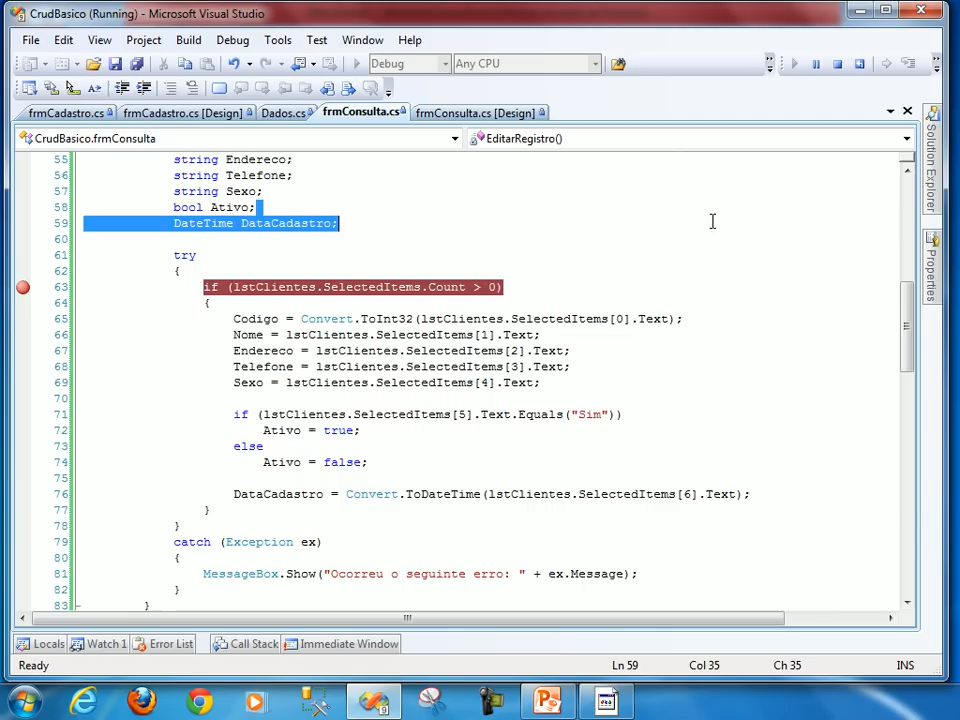 CrudBasico (Running) - Microsoft Visual Studio
File Edit View Project Build Debug Tools Test Window Help
Debug Any CPU
frmCadastro.cs frmCadastro.cs [Design] Dados.cs frmConsulta.cs frmConsulta.cs [Design]
CrudBasico.frmConsulta EditarRegistro()
55 string Endereco;
56 string Telefone;
57 string Sexo;
58 bool Ativo;
59 DateTime DataCadastro;
60
61 try
62 {
63 if (lstClientes.SelectedItems.Count > 0)
64 {
65 Codigo = Convert.ToInt32(lstClientes.SelectedItems[0].Text);
66 Nome = lstClientes.SelectedItems[1].Text;
67 Endereco = lstClientes.SelectedItems[2].Text;
68 Telefone = lstClientes.SelectedItems[3].Text;
69 Sexo = lstClientes.SelectedItems[4].Text;
70
71 if (lstClientes.SelectedItems[5].Text.Equals("Sim"))
72 Ativo = true;
73 else
74 Ativo = false;
75
76 DataCadastro = Convert.ToDateTime(lstClientes.SelectedItems[6].Text);
77 }
78 }
79 catch (Exception ex)
80 {
81 MessageBox.Show("Ocorreu o seguinte erro: " + ex.Message);
82 }
83 }
Solution Explorer
Properties
Locals Watch 1 Error List Call Stack Immediate Window
Ready Ln 59 Col 35 Ch 35 INS